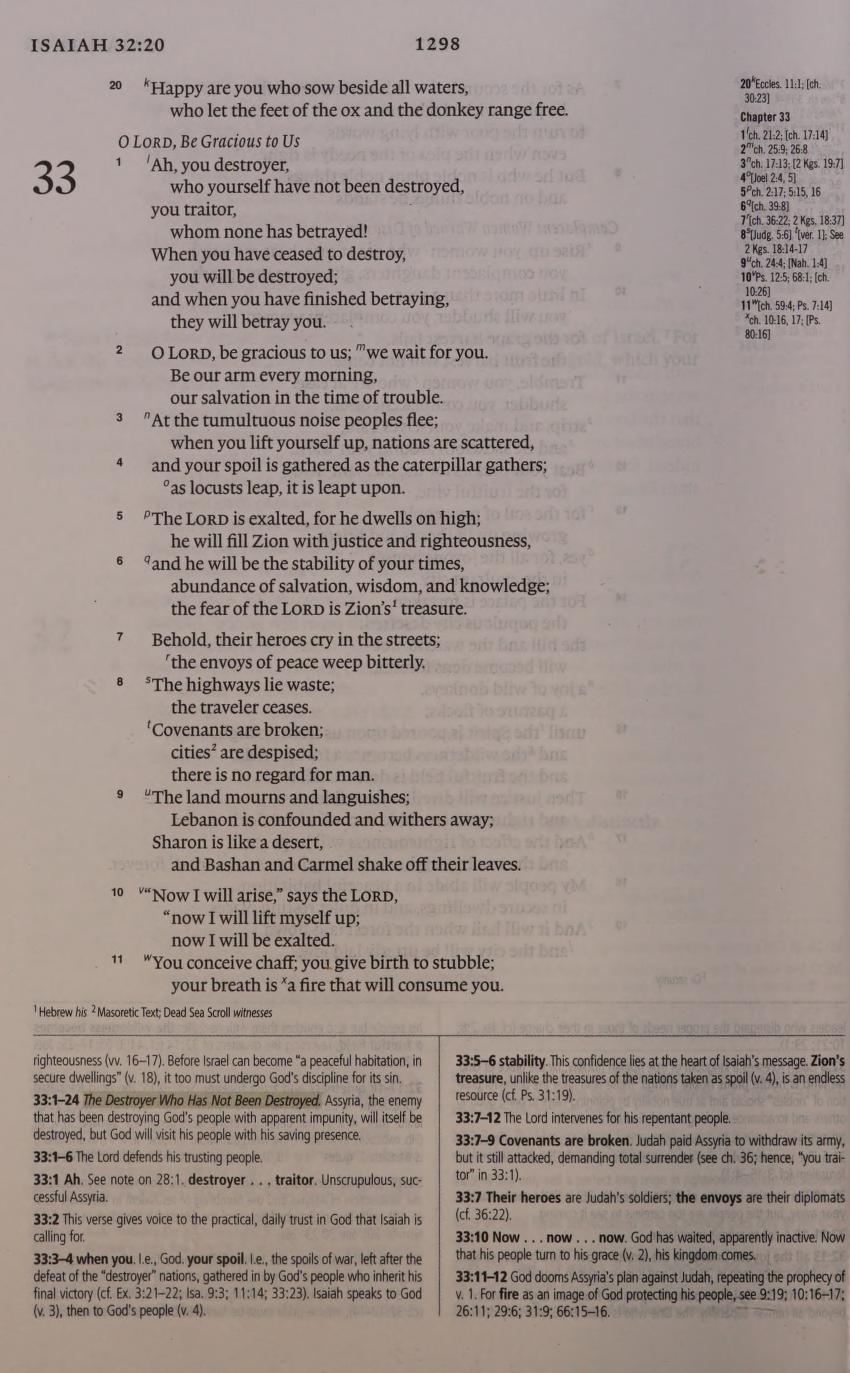 ISAIAH 32:20
1298
20 kHappy are you who sow beside all waters,
who let the feet of the ox and the donkey range free.
O LORD, Be Gracious to Us
33
1 lAh, you destroyer,
who yourself have not been destroyed,
you traitor,
whom none has betrayed!
When you have ceased to destroy,
you will be destroyed;
and when you have finished betraying,
they will betray you.
2 O LORD, be gracious to us; mwe wait for you.
Be our arm every morning,
our salvation in the time of trouble.
3 nAt the tumultuous noise peoples flee;
when you lift yourself up, nations are scattered,
4 and your spoil is gathered as the caterpillar gathers;
oas locusts leap, it is leapt upon.
5 pThe LORD is exalted, for he dwells on high;
he will fill Zion with justice and righteousness,
6 qand he will be the stability of your times,
abundance of salvation, wisdom, and knowledge;
the fear of the LORD is Zion's1 treasure.
7 Behold, their heroes cry in the streets;
rthe envoys of peace weep bitterly.
8 sThe highways lie waste;
the traveler ceases.
tCovenants are broken;
cities2 are despised;
there is no regard for man.
9 uThe land mourns and languishes;
Lebanon is confounded and withers away;
Sharon is like a desert,
and Bashan and Carmel shake off their leaves.
10 v“Now I will arise,” says the LORD,
“now I will lift myself up;
now I will be exalted.
11 wYou conceive chaff; you give birth to stubble;
your breath is xa fire that will consume you.
20 kEccles. 11:1; [ch.
30:23]
Chapter 33
1 lch. 21:2; [ch. 17:14]
2 mch. 25:9; 26:8
3 nch. 17:13; [2 Kgs. 19:7]
4 o[Joel 2:4, 5]
5 pch. 2:17; 5:15, 16
6 q[ch. 39:8]
7 r[ch. 36:22; 2 Kgs. 18:37]
8 s[Judg. 5:6] t[ver. 1]; See
2 Kgs. 18:14-17
9 uch. 24:4; [Nah. 1:4]
10 vPs. 12:5; 68:1; [ch.
10:26]
11 w[ch. 59:4; Ps. 7:14]
xch. 10:16, 17; [Ps.
80:16]
1 Hebrew his 2 Masoretic Text; Dead Sea Scroll witnesses
righteousness (vv. 16–17). Before Israel can become “a peaceful habitation, in
secure dwellings” (v. 18), it too must undergo God's discipline for its sin.
33:1–24 The Destroyer Who Has Not Been Destroyed. Assyria, the enemy
that has been destroying God's people with apparent impunity, will itself be
destroyed, but God will visit his people with his saving presence.
33:1–6 The Lord defends his trusting people.
33:1 Ah. See note on 28:1. destroyer . . . traitor. Unscrupulous, suc-
cessful Assyria.
33:2 This verse gives voice to the practical, daily trust in God that Isaiah is
calling for.
33:3–4 when you. I.e., God. your spoil. I.e., the spoils of war, left after the
defeat of the “destroyer” nations, gathered in by God's people who inherit his
final victory (cf. Ex. 3:21–22; Isa. 9:3; 11:14; 33:23). Isaiah speaks to God
(v. 3), then to God's people (v. 4).
33:5–6 stability. This confidence lies at the heart of Isaiah's message. Zion's
treasure, unlike the treasures of the nations taken as spoil (v. 4), is an endless
resource (cf. Ps. 31:19).
33:7–12 The Lord intervenes for his repentant people.
33:7–9 Covenants are broken. Judah paid Assyria to withdraw its army,
but it still attacked, demanding total surrender (see ch. 36; hence, “you trai-
tor” in 33:1).
33:7 Their heroes are Judah's soldiers; the envoys are their diplomats
(cf. 36:22).
33:10 Now . . . now . . . now. God has waited, apparently inactive. Now
that his people turn to his grace (v. 2), his kingdom comes.
33:11–12 God dooms Assyria's plan against Judah, repeating the prophecy of
v. 1. For fire as an image of God protecting his people, see 9:19; 10:16–17;
26:11; 29:6; 31:9; 66:15–16.